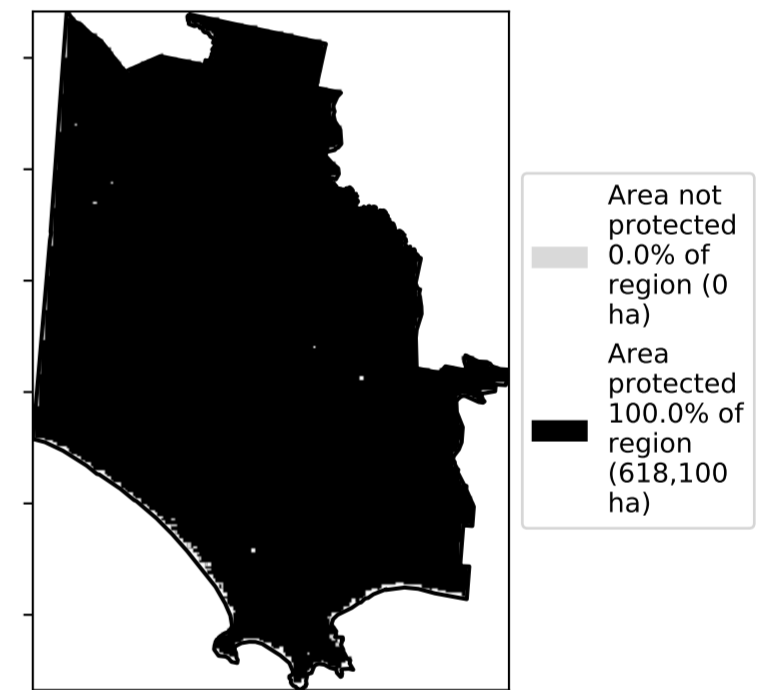 Area not
protected
0.0% of
region (0
ha)
Area
protected
100.0% of
region
(618,100
ha)